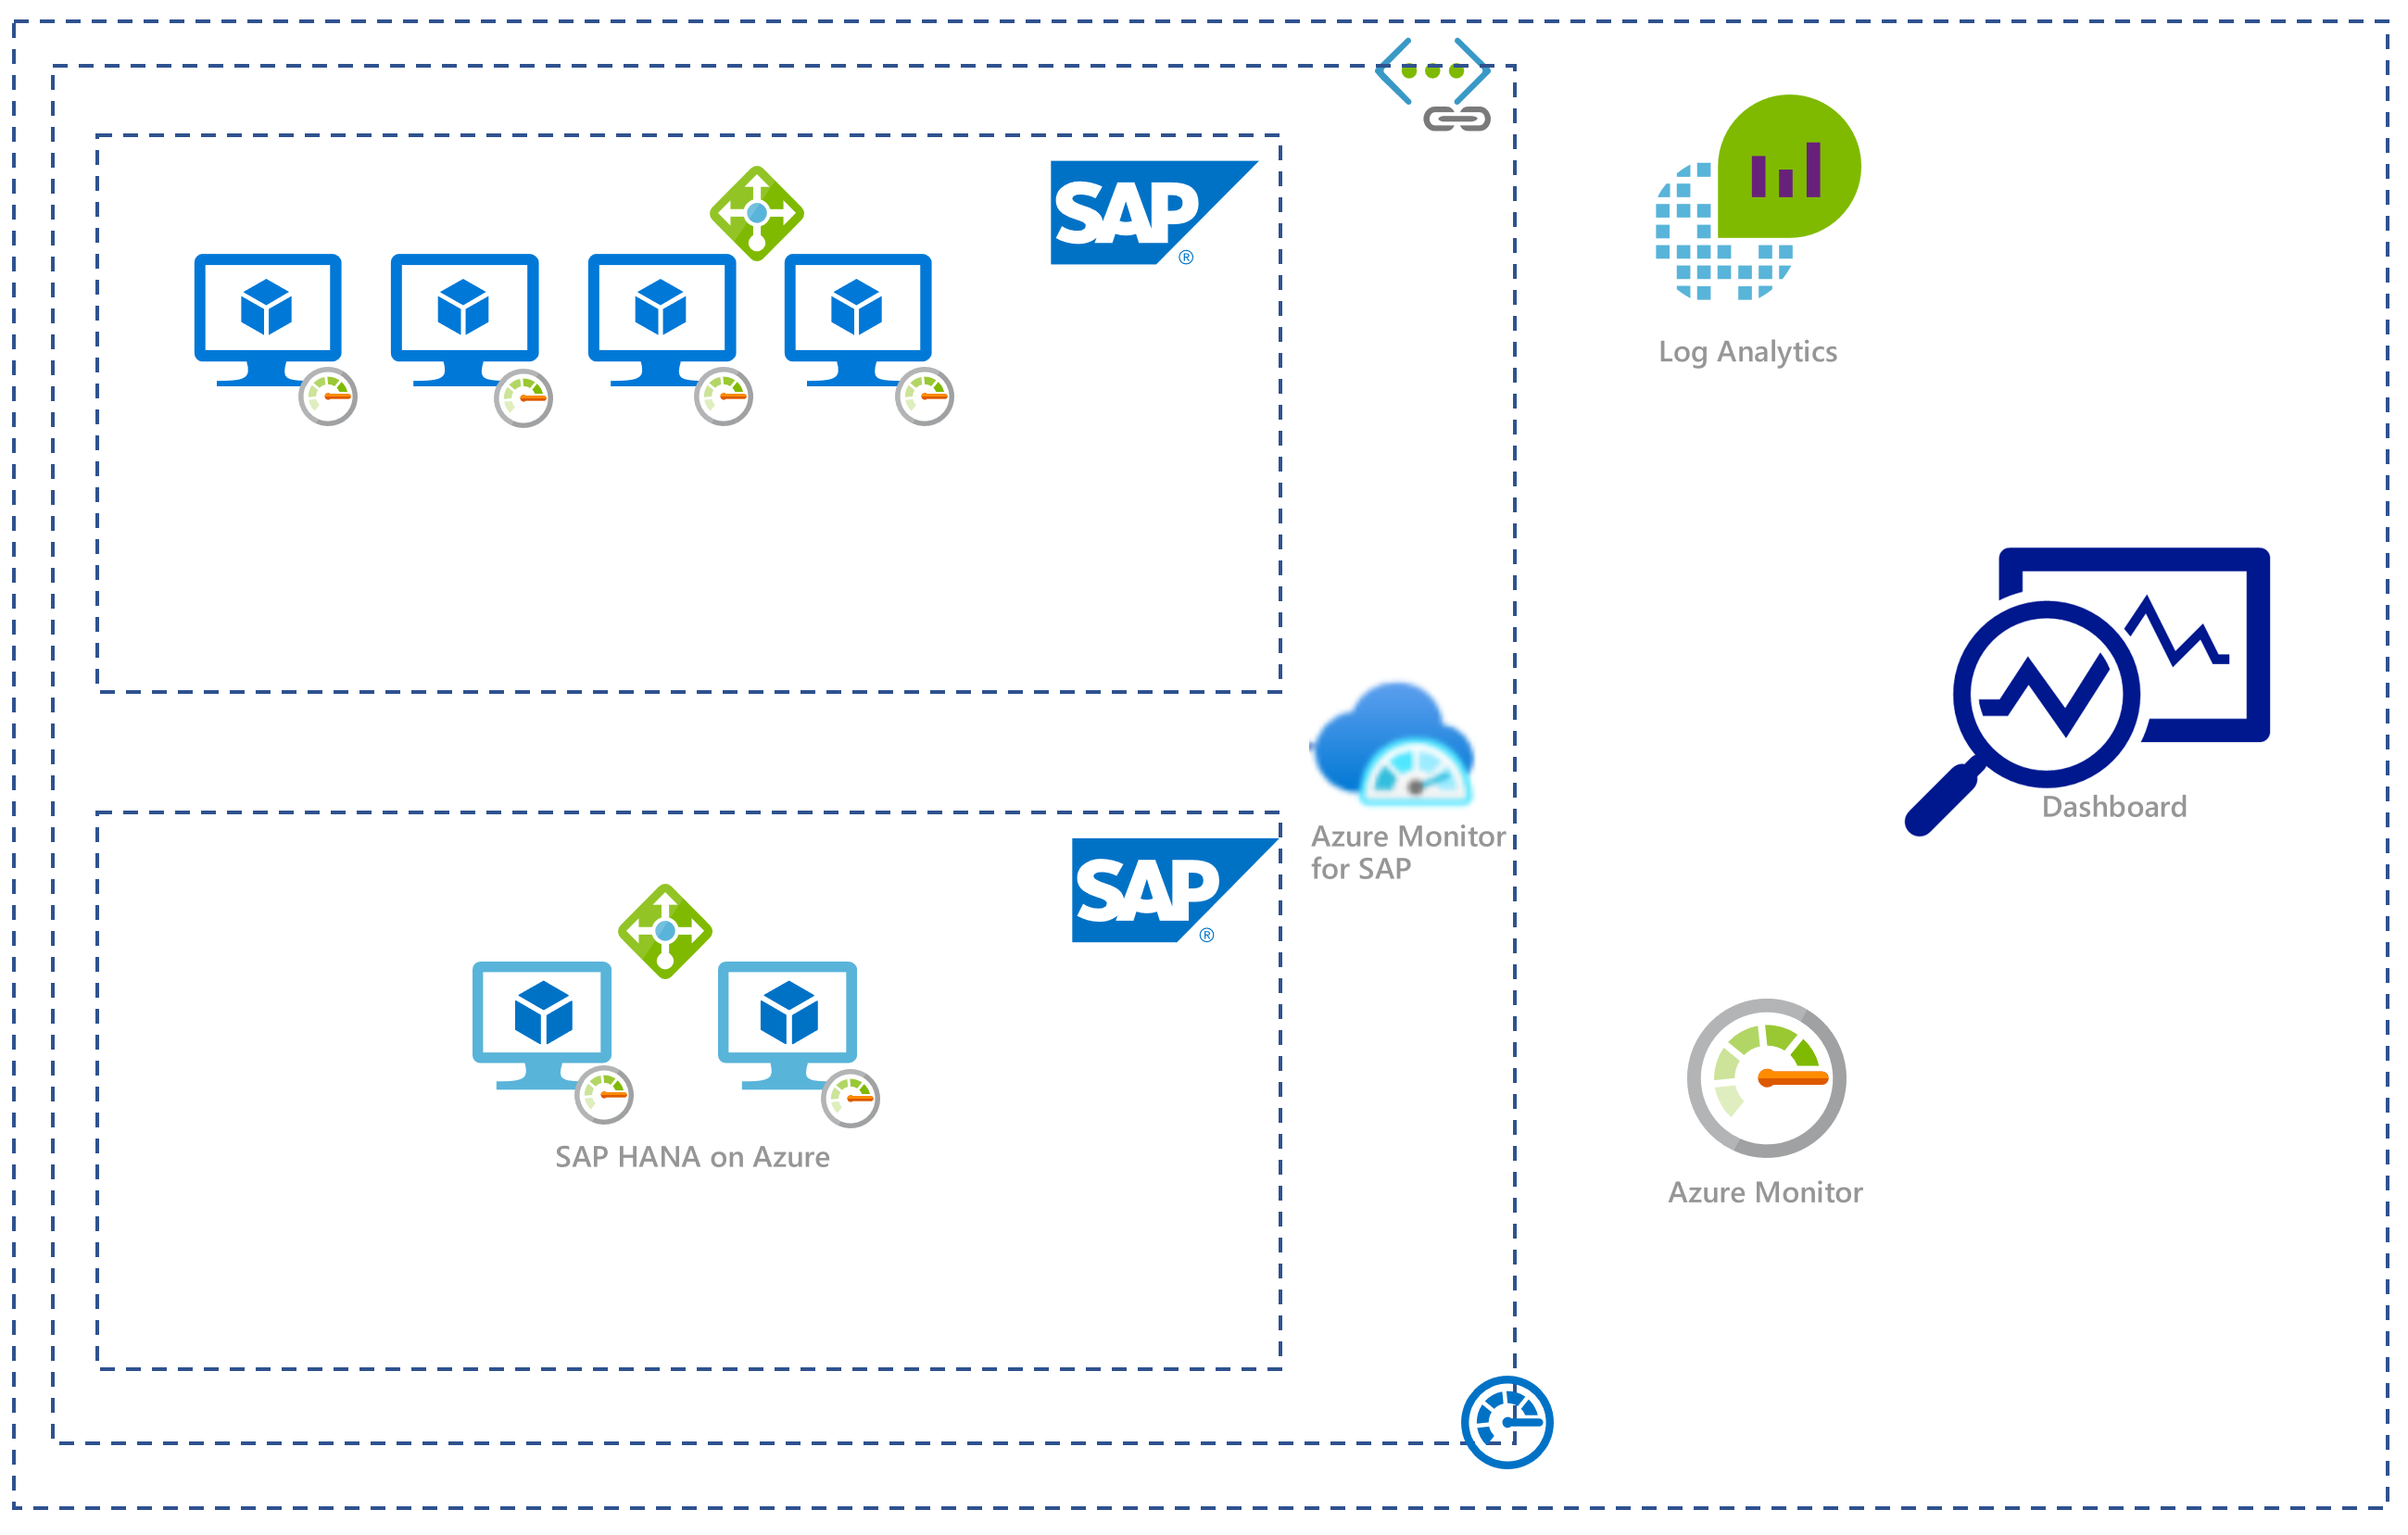 SAP
®
Log Analytics
Dashboard
Azure Monitor
for SAP
SAP
®
SAP HANA on Azure
Azure Monitor